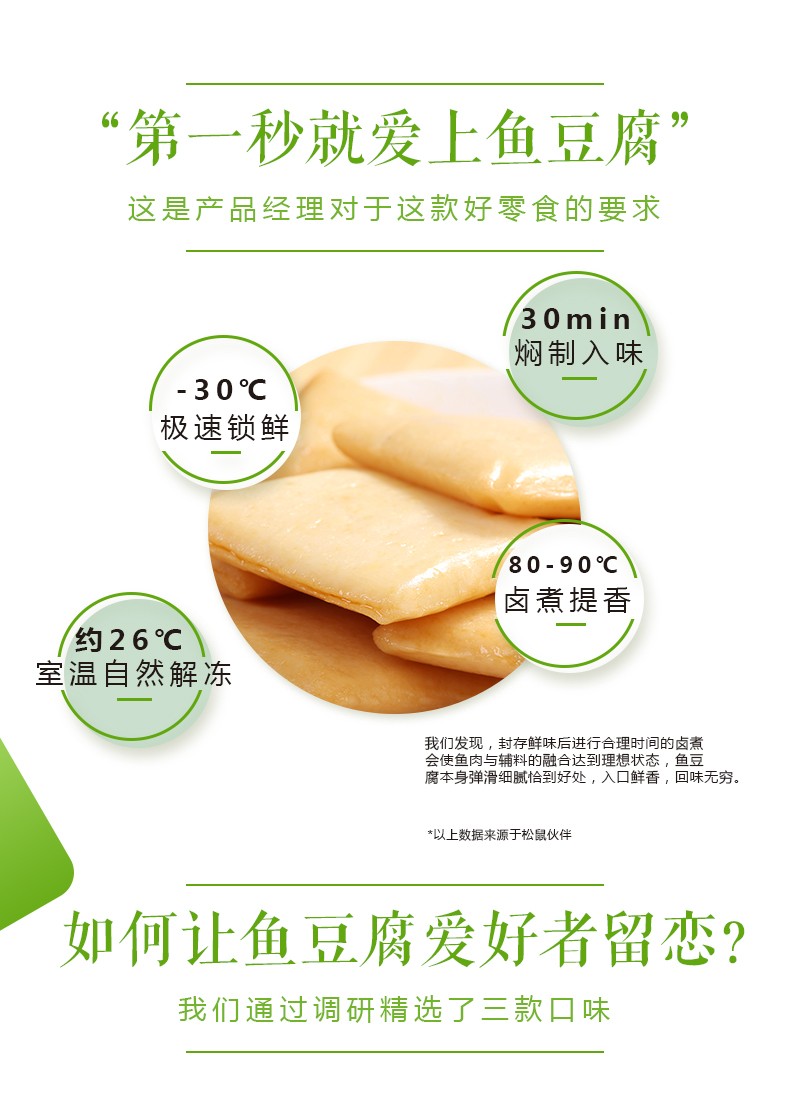 “第一秒就爱上鱼豆腐”
这是产品经理对于这款好零食的要求
30min
焖制入味
-30℃
极速锁鲜
80-90℃
卤煮提香
约26℃
室温自然解冻
我们发现，封存鲜味后进行合理时间的卤煮
会使鱼肉与辅料的融合达到理想状态，鱼豆
腐本身弹滑细腻恰到好处，入口鲜香，回味无穷。
*以上数据来源于松鼠伙伴
如何让鱼豆腐爱好者留恋?
我们通过调研精选了三款口味